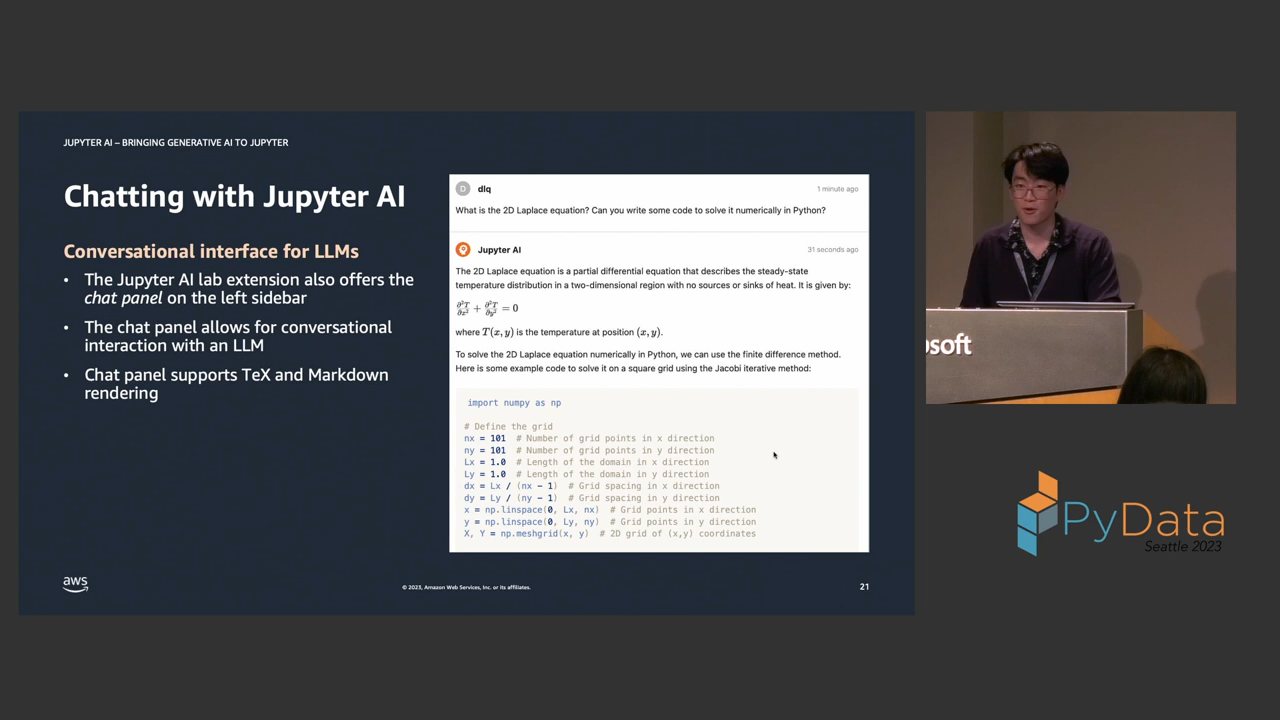 JUPYTER AI – BRINGING GENERATIVE AI TO JUPYTER
Chatting with Jupyter AI
Conversational interface for LLMs
• The Jupyter AI lab extension also offers the
chat panel on the left sidebar
• The chat panel allows for conversational
interaction with an LLM
• Chat panel supports TeX and Markdown
rendering
D dlq 1 minute ago
What is the 2D Laplace equation? Can you write some code to solve it numerically in Python?
Jupyter AI 31 seconds ago
The 2D Laplace equation is a partial differential equation that describes the steady-state
temperature distribution in a two-dimensional region with no sources or sinks of heat. It is given by:
∂²T/∂x² + ∂²T/∂y² = 0
where T(x, y) is the temperature at position (x, y).
To solve the 2D Laplace equation numerically in Python, we can use the finite difference method.
Here is some example code to solve it on a square grid using the Jacobi iterative method:
import numpy as np
# Define the grid
nx = 101 # Number of grid points in x direction
ny = 101 # Number of grid points in y direction
Lx = 1.0 # Length of the domain in x direction
Ly = 1.0 # Length of the domain in y direction
dx = Lx / (nx - 1) # Grid spacing in x direction
dy = Ly / (ny - 1) # Grid spacing in y direction
x = np.linspace(0, Lx, nx) # Grid points in x direction
y = np.linspace(0, Ly, ny) # Grid points in y direction
X, Y = np.meshgrid(x, y) # 2D grid of (x,y) coordinates
aws
© 2023, Amazon Web Services, Inc. or its affiliates.
21
osoft
PyData
Seattle 2023